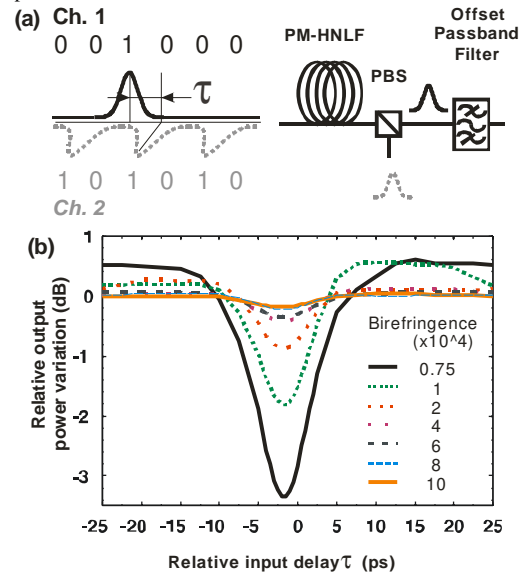 (a) Ch. 1
0 0 1 0 0 0
τ
1 0 1 0 1 0
Ch. 2
PM-HNLF
PBS
Offset
Passband
Filter
(b)
Relative output
power variation (dB)
1
0
-1
-2
-3
Birefringence
(x10^4)
0.75
1
2
4
6
8
10
-25 -20 -15 -10 -5 0 5 10 15 20 25
Relative input delay τ (ps)